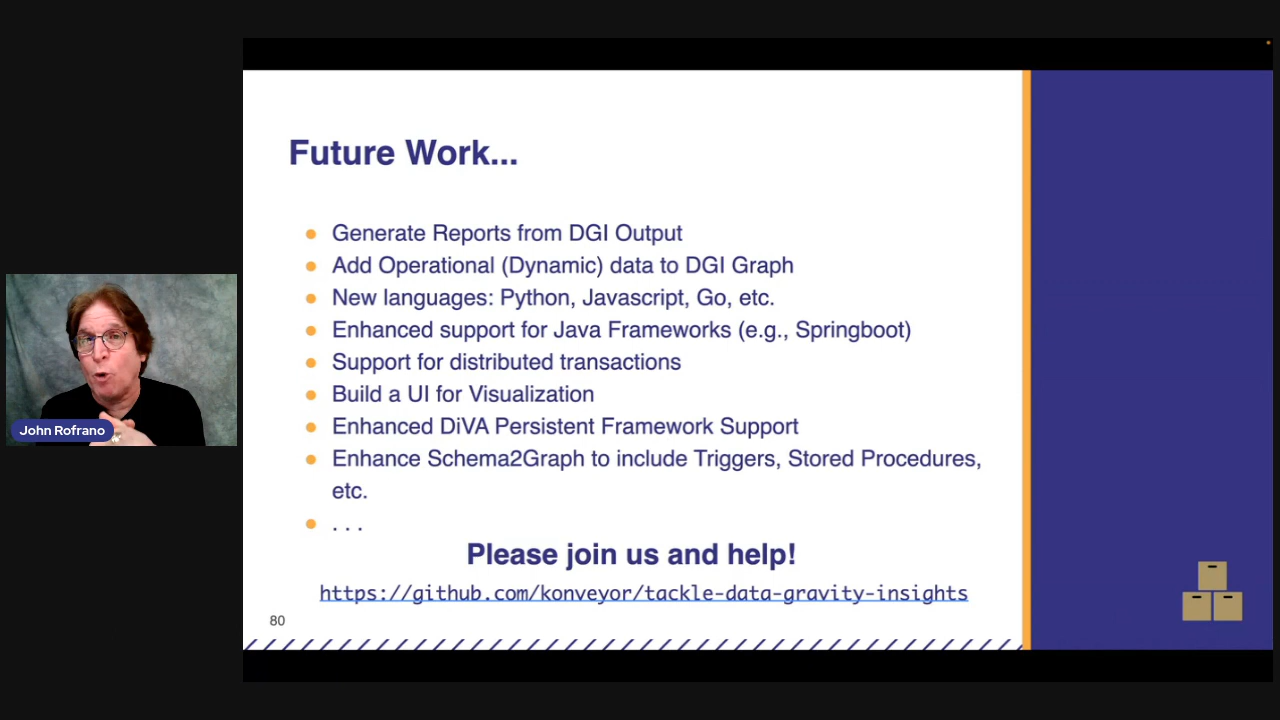 Future Work...
Generate Reports from DGI Output
Add Operational (Dynamic) data to DGI Graph
New languages: Python, Javascript, Go, etc.
Enhanced support for Java Frameworks (e.g., Springboot)
Support for distributed transactions
Build a UI for Visualization
Enhanced DiVA Persistent Framework Support
Enhance Schema2Graph to include Triggers, Stored Procedures,
etc.
. . .
Please join us and help!
https://github.com/konveyor/tackle-data-gravity-insights
80
John Rofrano